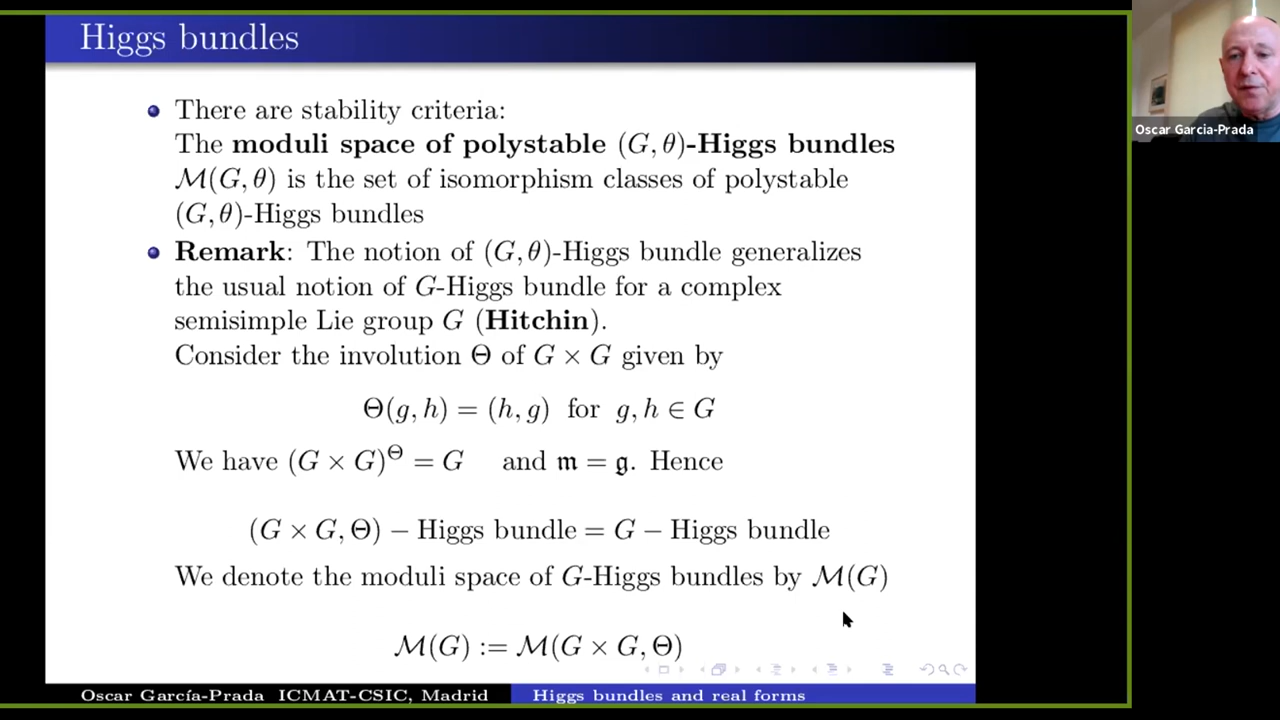 Higgs bundles
There are stability criteria:
The moduli space of polystable (G, θ)-Higgs bundles
ℳ(G, θ) is the set of isomorphism classes of polystable
(G, θ)-Higgs bundles
Remark: The notion of (G, θ)-Higgs bundle generalizes
the usual notion of G-Higgs bundle for a complex
semisimple Lie group G (Hitchin).
Consider the involution Θ of G × G given by
Θ(g, h) = (h, g) for g, h ∈ G
We have (G × G)^Θ = G and 𝔪 = 𝔤. Hence
(G × G, Θ) − Higgs bundle = G − Higgs bundle
We denote the moduli space of G-Higgs bundles by ℳ(G)
ℳ(G) := ℳ(G × G, Θ)
Oscar García-Prada ICMAT-CSIC, Madrid
Higgs bundles and real forms
Oscar Garcia-Prada